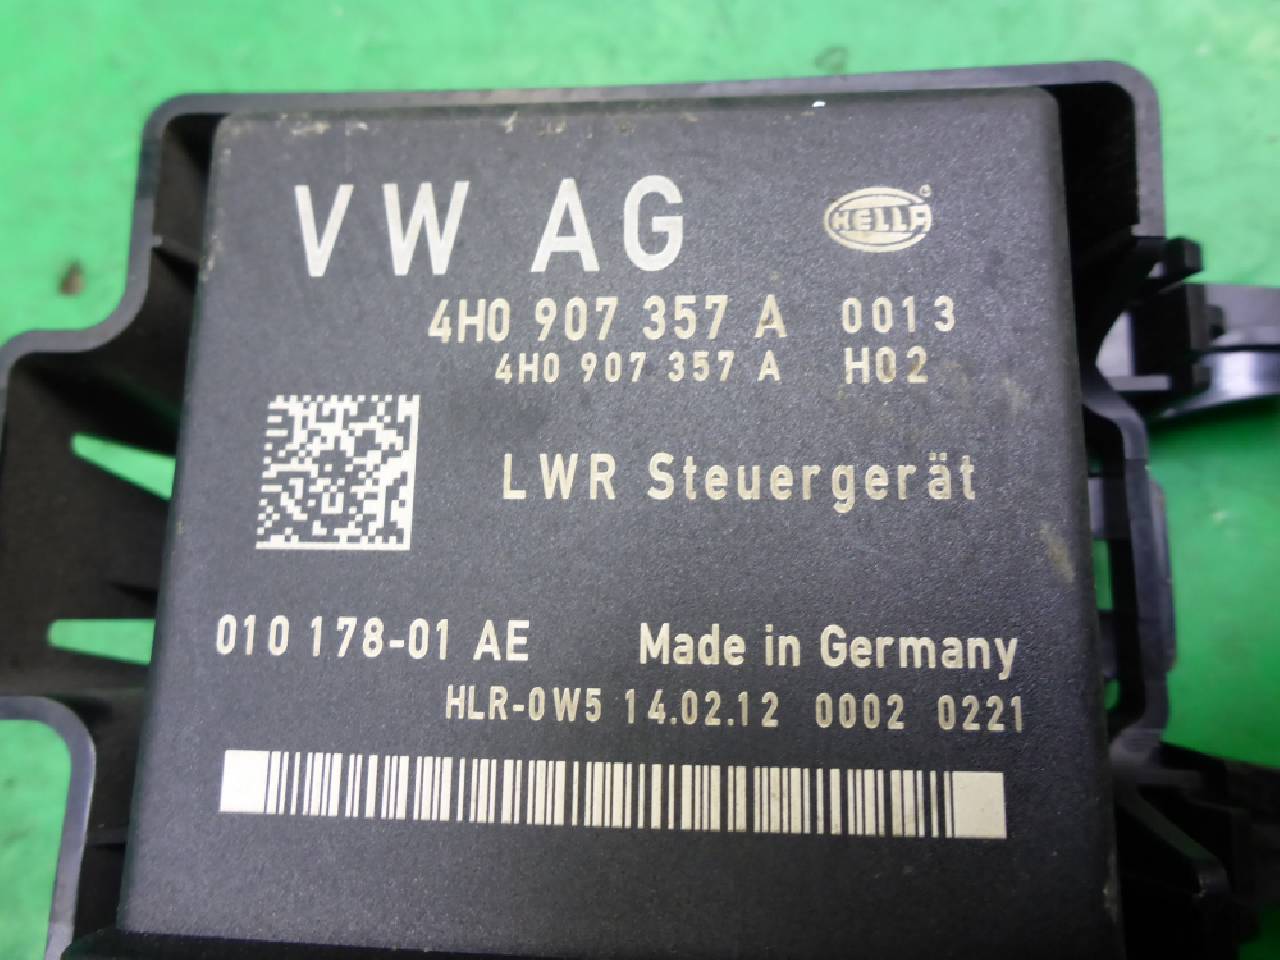 VW AG HELLA
4H0 907 357 A 0013
4H0 907 357 A H02
LWR Steuergerät
010 178-01 AE Made in Germany
HLR-0W5 14.02.12 0002 0221